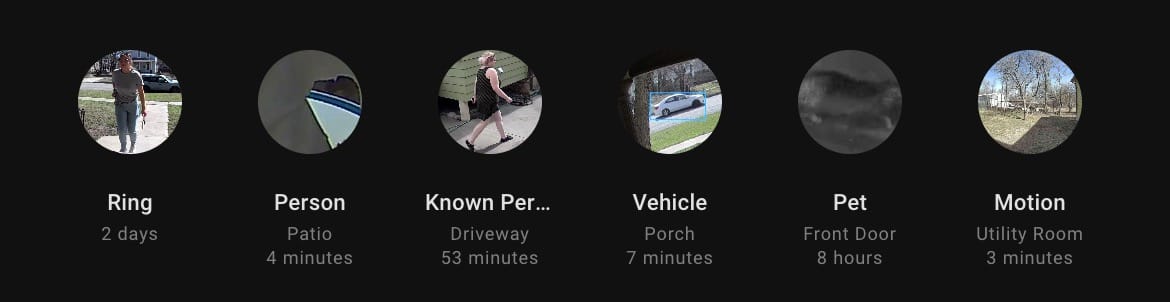 Ring
2 days
Person
Patio
4 minutes
Known Per...
Driveway
53 minutes
Vehicle
Porch
7 minutes
Pet
Front Door
8 hours
Motion
Utility Room
3 minutes